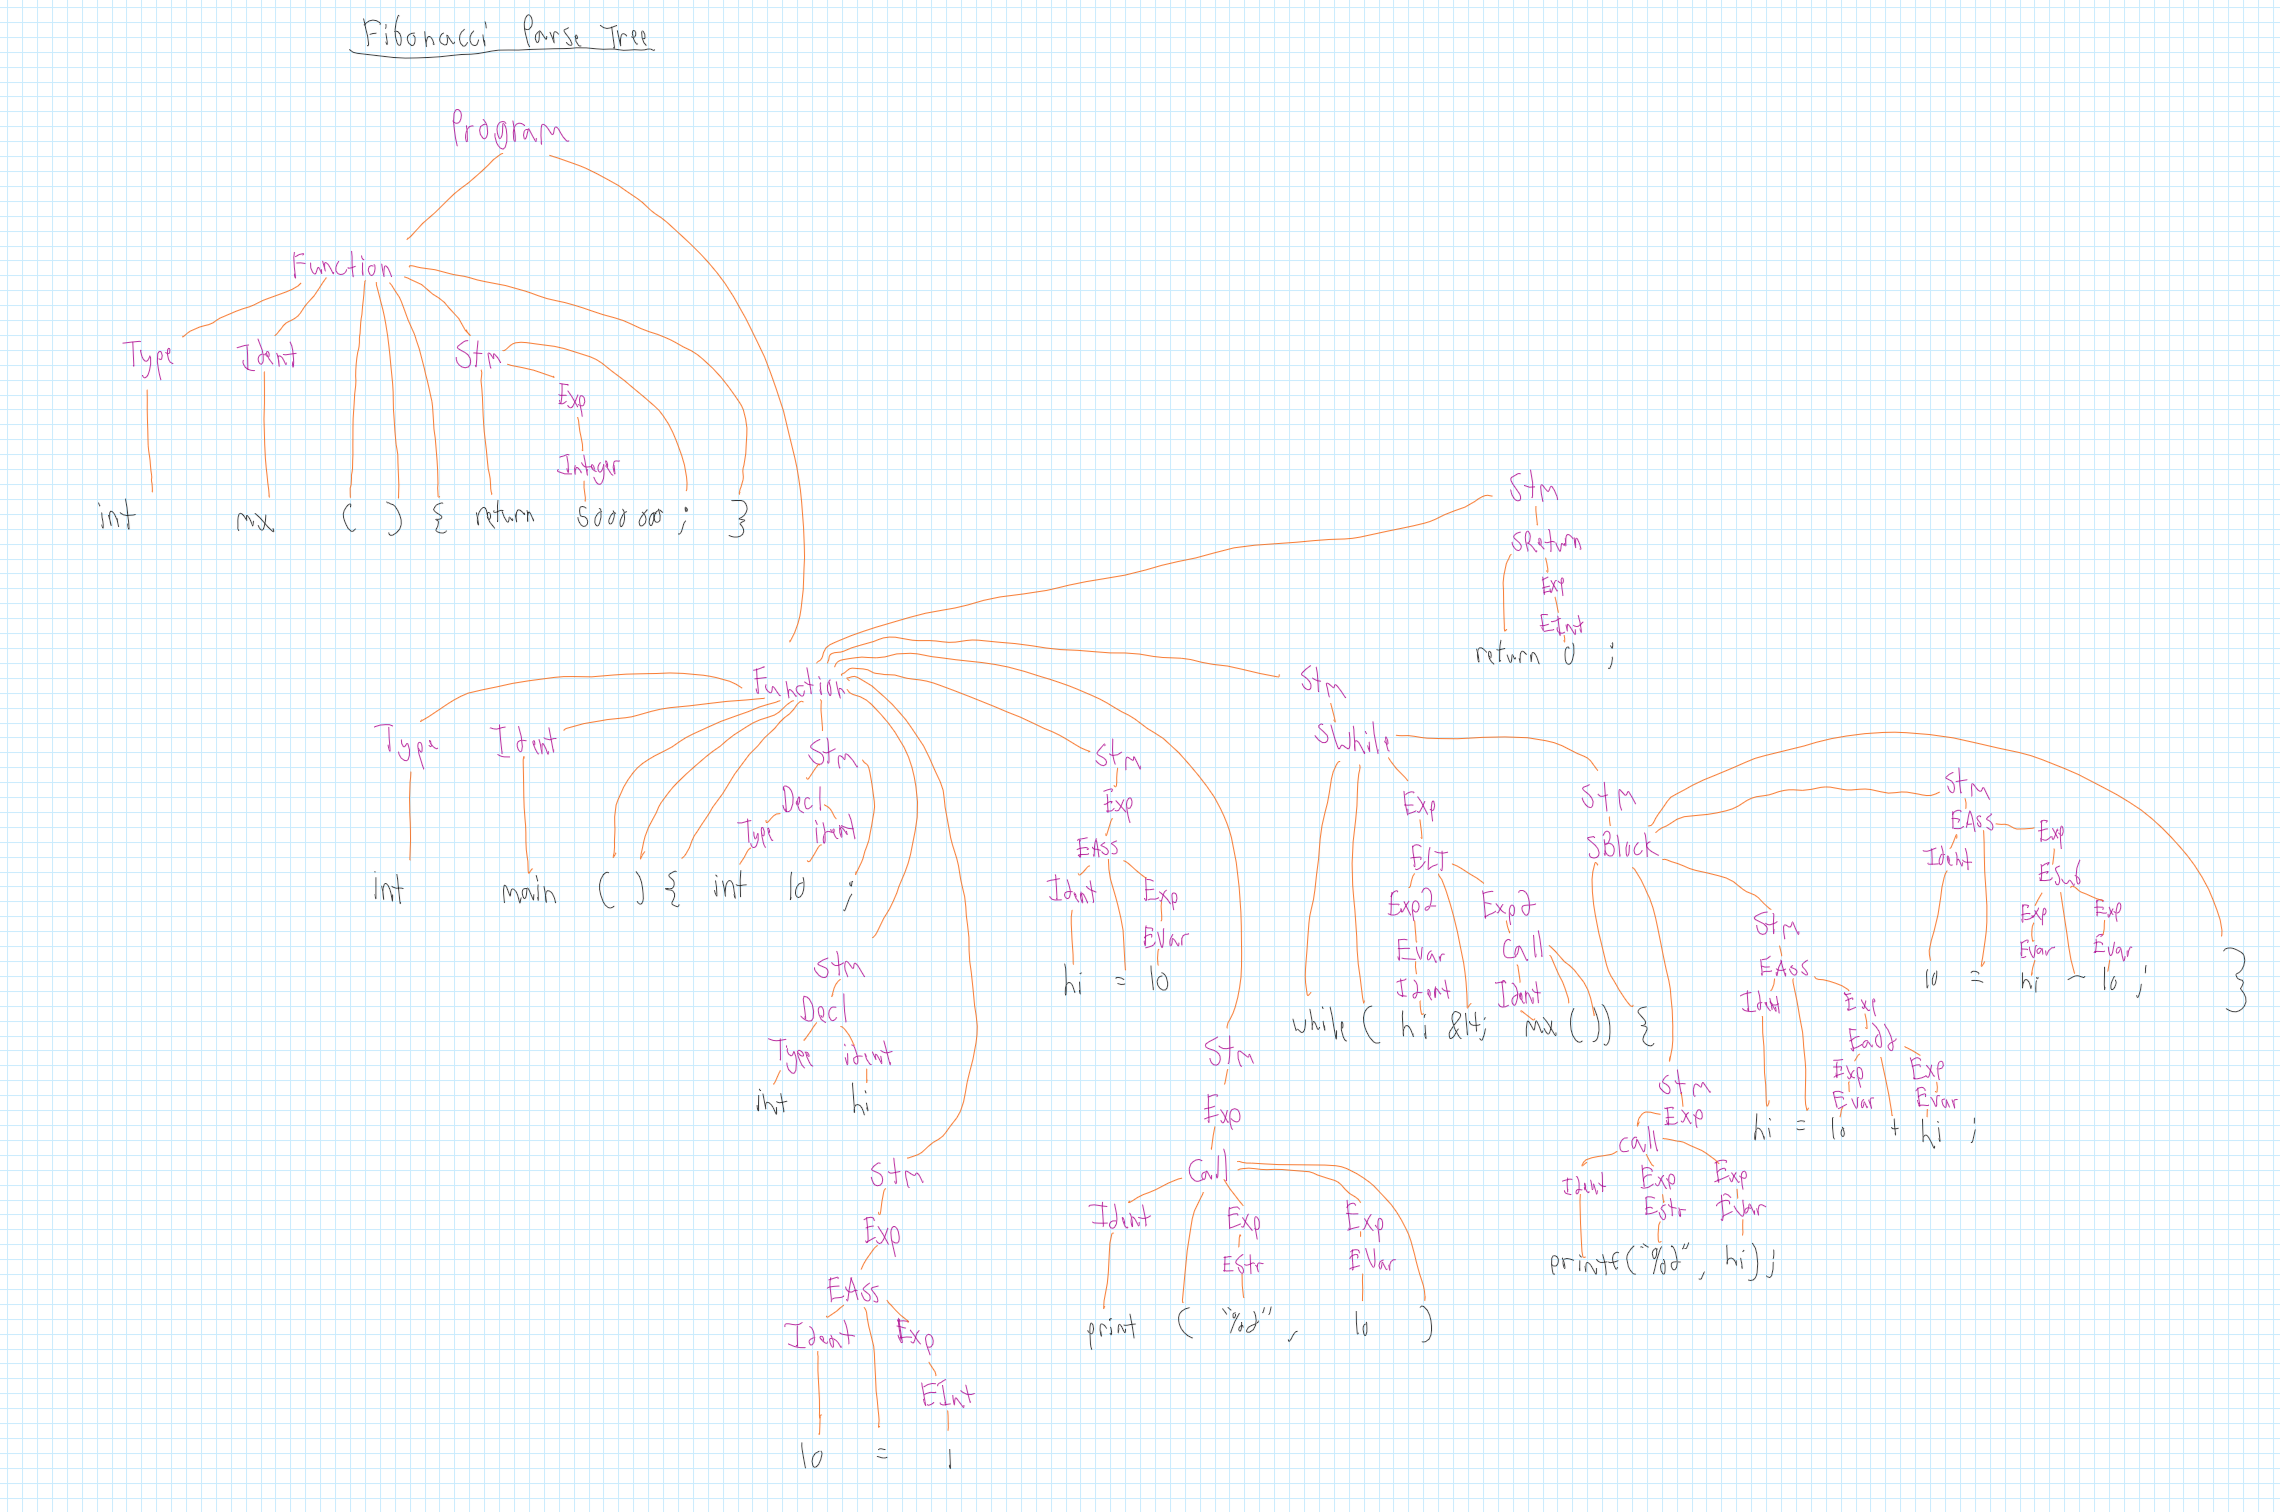 Fibonacci Parse Tree
Program
Function
Type Ident Stm
Exp
Integer
int mx ( ) { return 5000000 ; }
Stm
SReturn
Exp
EInt
return 0 ;
Function
Type Ident Stm
Decl
Type ident
int main ( ) { int lo ;
Stm
Decl
Type ident
int hi
Stm
Exp
EAss
Ident Exp
EInt
lo = 1
Stm
Exp
EAss
Ident Exp
EVar
hi = lo
Stm
Exp
Call
Ident Exp Exp
EStr EVar
print ( "%d" , lo )
Stm
SWhile
Exp
ELT
Exp2 Exp2
Evar Call
Ident Ident
while ( hi &lt; mx ( ) ) {
Stm
SBlock
Stm
Exp
call
Ident Exp Exp
Estr EVar
printf("%d", hi);
Stm
EAss
Ident Exp
Eadd
Exp Exp
Evar Evar
hi = lo + hi ;
Stm
EAss
Ident Exp
ESub
Exp Exp
Evar Evar
lo = hi - lo ;
}